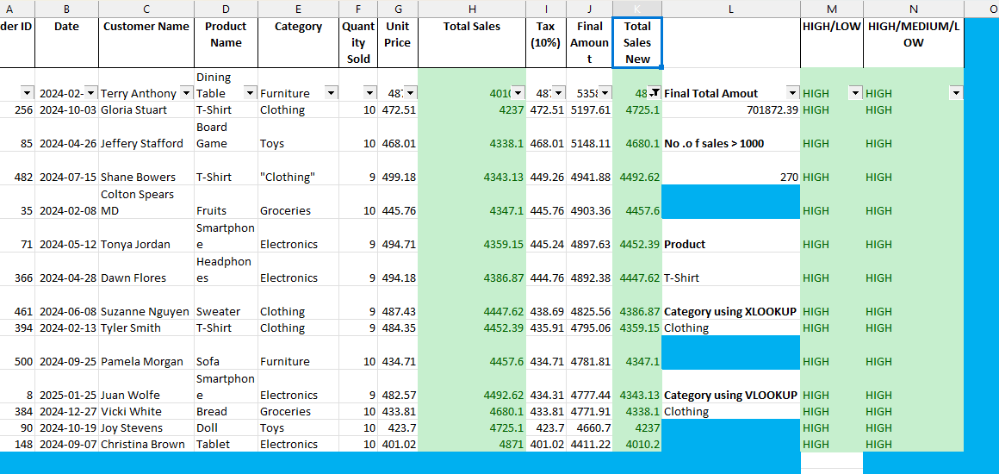 A B C D E F G H I J K L M N O
der ID Date Customer Name Product Name Category Quant ity Sold Unit Price Total Sales Tax (10%) Final Amoun t Total Sales New HIGH/LOW HIGH/MEDIUM/L OW
2024-02- Terry Anthony Dining Table Furniture 48 Final Total Amout HIGH HIGH
256 2024-10-03 Gloria Stuart T-Shirt Clothing 10 472.51 4237 472.51 5197.61 4725.1 701872.39 HIGH HIGH
85 2024-04-26 Jeffery Stafford Board Game Toys 10 468.01 4338.1 468.01 5148.11 4680.1 No .o f sales > 1000 HIGH HIGH
482 2024-07-15 Shane Bowers T-Shirt "Clothing" 9 499.18 4343.13 449.26 4941.88 4492.62 270 HIGH HIGH
35 2024-02-08 Colton Spears MD Fruits Groceries 10 445.76 4347.1 445.76 4903.36 4457.6 HIGH HIGH
71 2024-05-12 Tonya Jordan Smartphon e Electronics 9 494.71 4359.15 445.24 4897.63 4452.39 Product HIGH HIGH
366 2024-04-28 Dawn Flores Headphon es Electronics 9 494.18 4386.87 444.76 4892.38 4447.62 T-Shirt HIGH HIGH
461 2024-06-08 Suzanne Nguyen Sweater Clothing 9 487.43 4447.62 438.69 4825.56 4386.87 Category using XLOOKUP HIGH HIGH
394 2024-02-13 Tyler Smith T-Shirt Clothing 9 484.35 4452.39 435.91 4795.06 4359.15 Clothing HIGH HIGH
500 2024-09-25 Pamela Morgan Sofa Furniture 10 434.71 4457.6 434.71 4781.81 4347.1 HIGH HIGH
8 2025-01-25 Juan Wolfe Smartphon e Electronics 9 482.57 4492.62 434.31 4777.44 4343.13 Category using VLOOKUP HIGH HIGH
384 2024-12-27 Vicki White Bread Groceries 10 433.81 4680.1 433.81 4771.91 4338.1 Clothing HIGH HIGH
90 2024-10-19 Joy Stevens Doll Toys 10 423.7 4725.1 423.7 4660.7 4237 HIGH HIGH
148 2024-09-07 Christina Brown Tablet Electronics 10 401.02 4871 401.02 4411.22 4010.2 HIGH HIGH